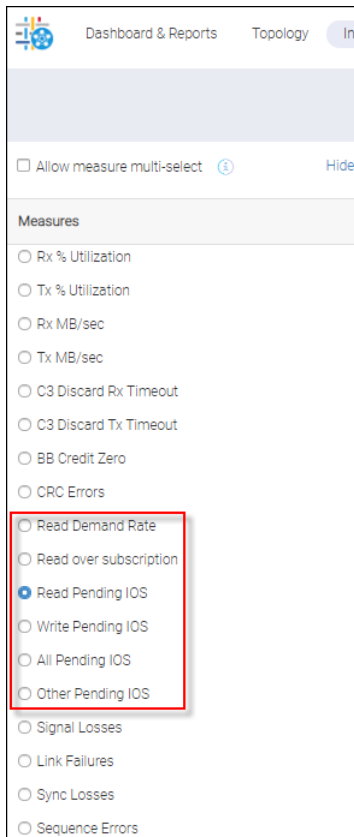 Dashboard & Reports Topology In
Allow measure multi-select i Hide
Measures
Rx % Utilization
Tx % Utilization
Rx MB/sec
Tx MB/sec
C3 Discard Rx Timeout
C3 Discard Tx Timeout
BB Credit Zero
CRC Errors
Read Demand Rate
Read over subscription
Read Pending IOS
Write Pending IOS
All Pending IOS
Other Pending IOS
Signal Losses
Link Failures
Sync Losses
Sequence Errors